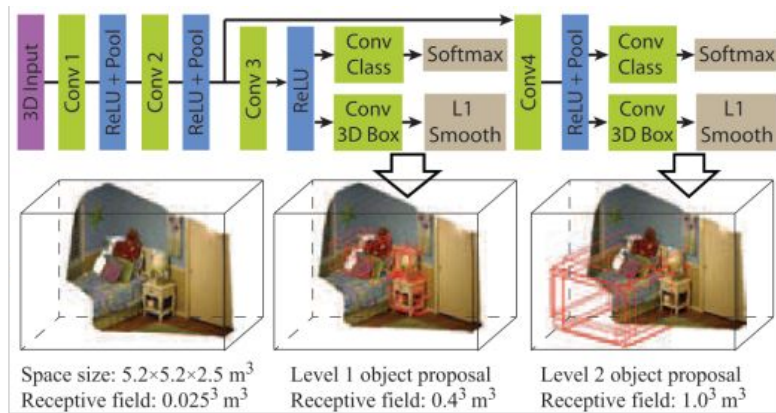 3D Input
Conv 1
ReLU + Pool
Conv 2
ReLU + Pool
Conv 3
ReLU
Conv
Class
Softmax
Conv
3D Box
L1
Smooth
Conv4
ReLU + Pool
Conv
Class
Softmax
Conv
3D Box
L1
Smooth
Space size: 5.2×5.2×2.5 m³
Receptive field: 0.025³ m³
Level 1 object proposal
Receptive field: 0.4³ m³
Level 2 object proposal
Receptive field: 1.0³ m³